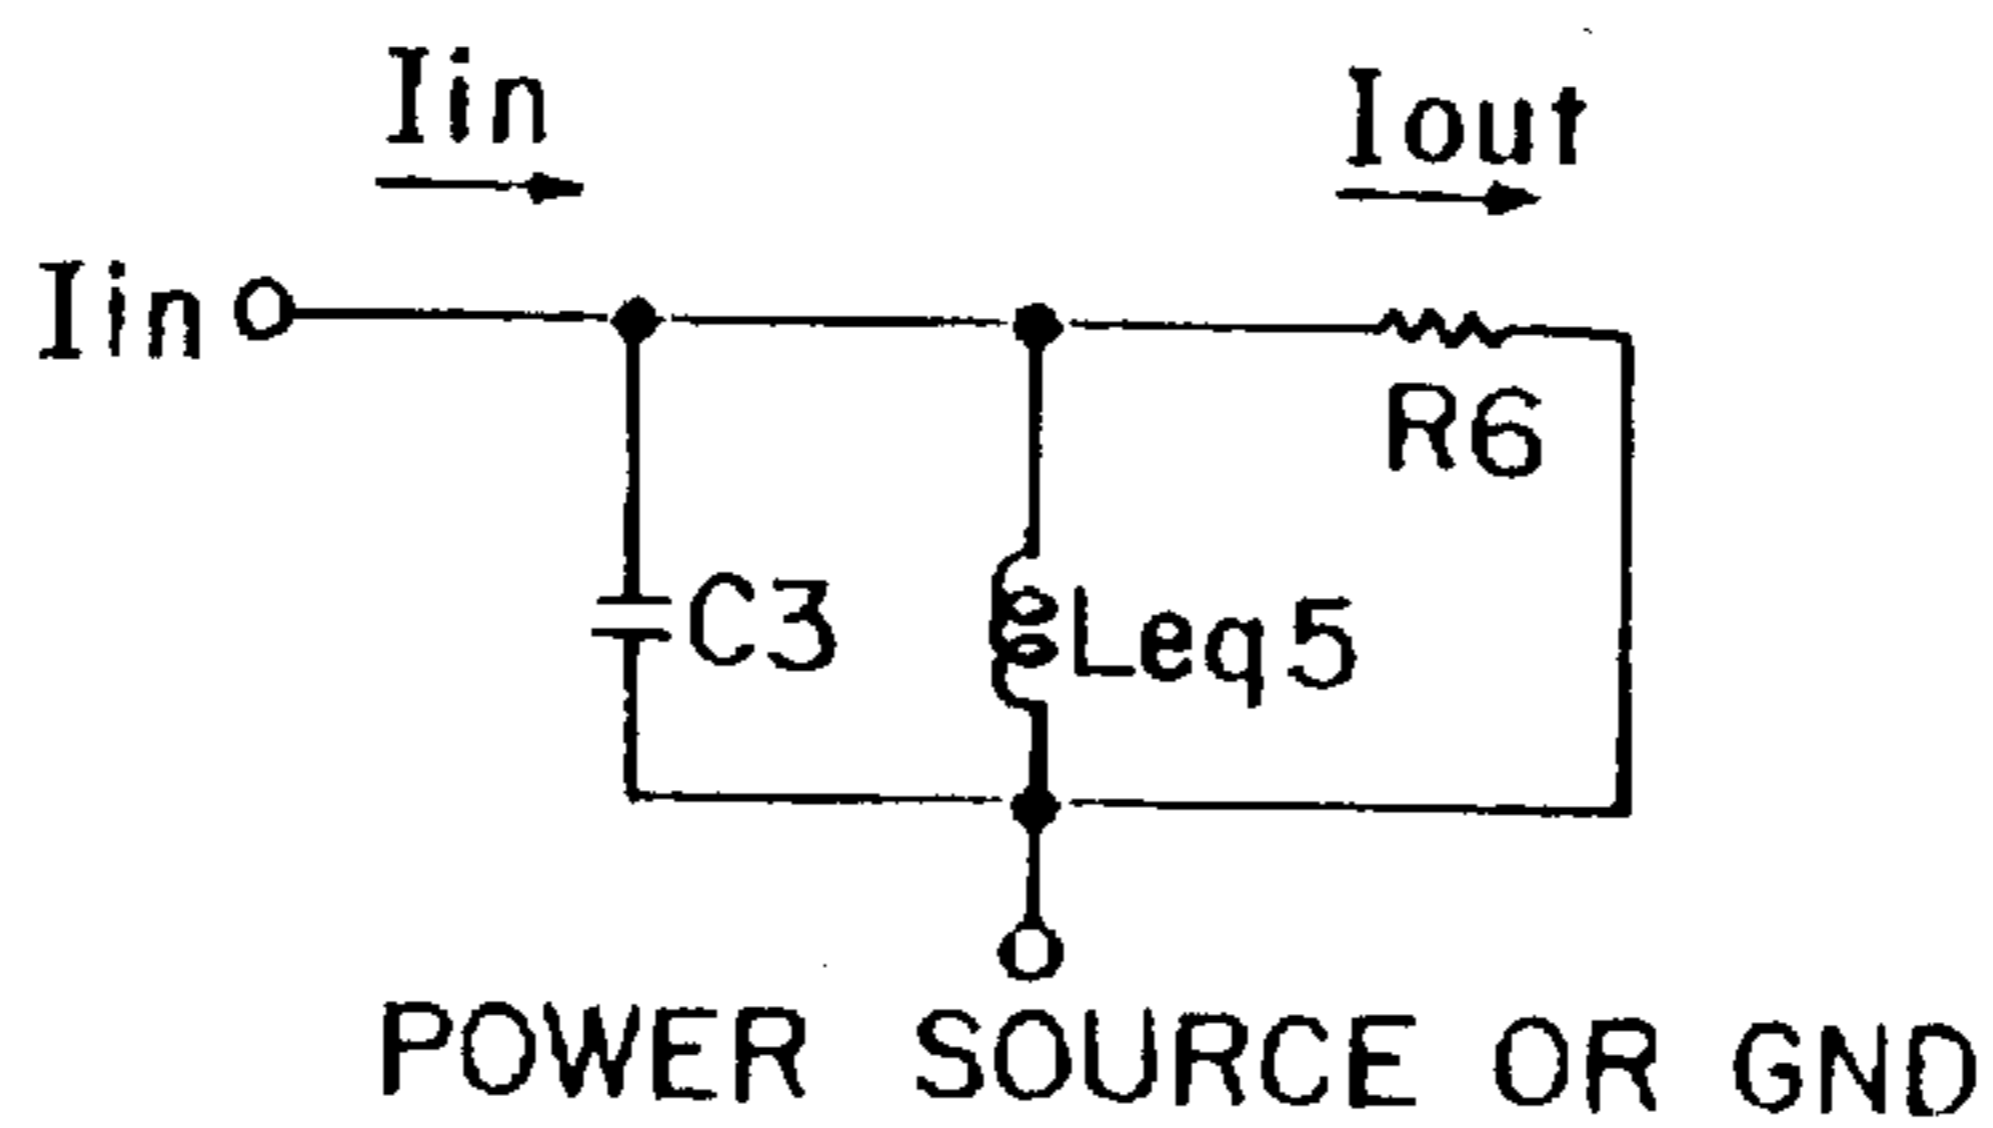 Iin
Iout
Iin
R6
C3
Leq5
POWER SOURCE OR GND